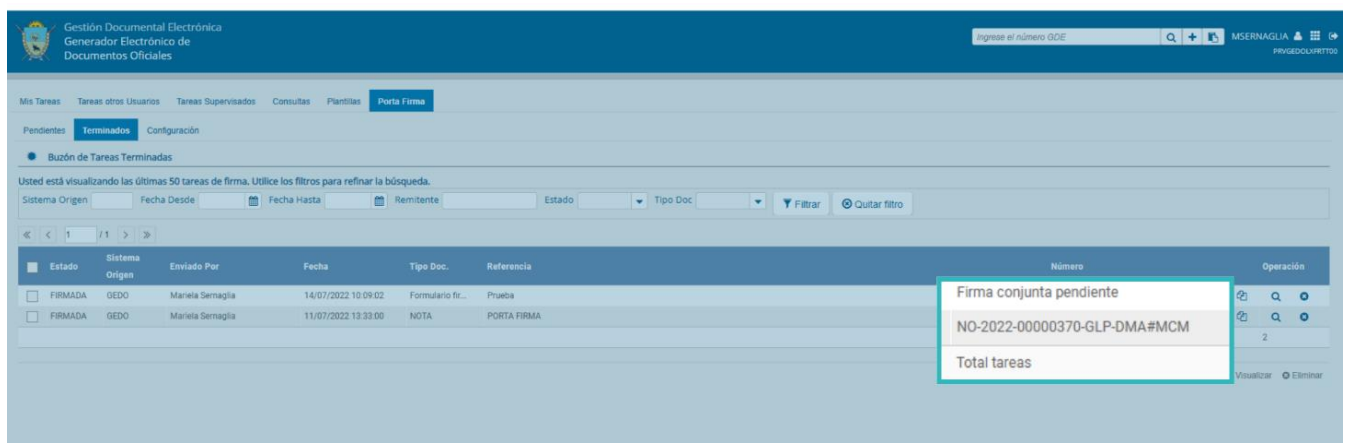 Gestión Documental Electrónica
Generador Electrónico de
Documentos Oficiales
Ingrese el número GDE
MSERNAGLIA
PRVGEDOLXFRTT00
Mis Tareas Tareas otros Usuarios Tareas Supervisados Consultas Plantillas Porta Firma
Pendientes Terminados Configuración
Buzón de Tareas Terminadas
Usted está visualizando las últimas 50 tareas de firma. Utilice los filtros para refinar la búsqueda.
Sistema Origen Fecha Desde Fecha Hasta Remitente Estado Tipo Doc Filtrar Quitar filtro
1 / 1
Estado Sistema Origen Enviado Por Fecha Tipo Doc. Referencia Número Operación
FIRMADA GEDO Mariela Sernaglia 14/07/2022 10:09:02 Formulario fir... Prueba Firma conjunta pendiente
FIRMADA GEDO Mariela Sernaglia 11/07/2022 13:33:00 NOTA PORTA FIRMA NO-2022-00000370-GLP-DMA#MCM
Total tareas 2
Visualizar Eliminar